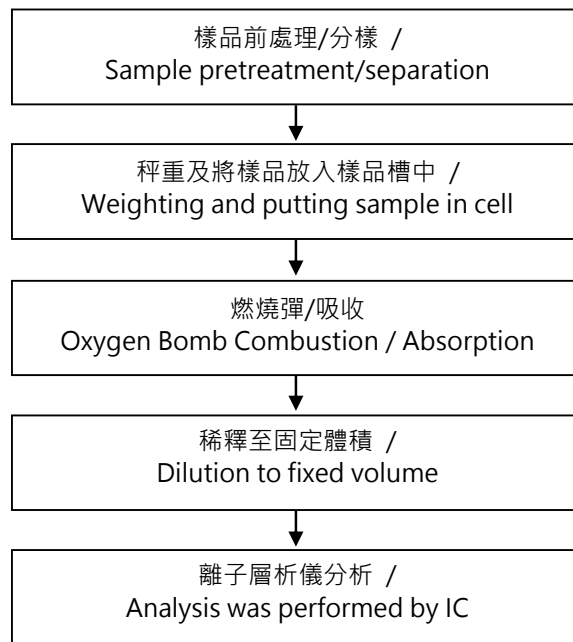 樣品前處理/分樣 /
Sample pretreatment/separation
秤重及將樣品放入樣品槽中 /
Weighting and putting sample in cell
燃燒彈/吸收
Oxygen Bomb Combustion / Absorption
稀釋至固定體積 /
Dilution to fixed volume
離子層析儀分析 /
Analysis was performed by IC